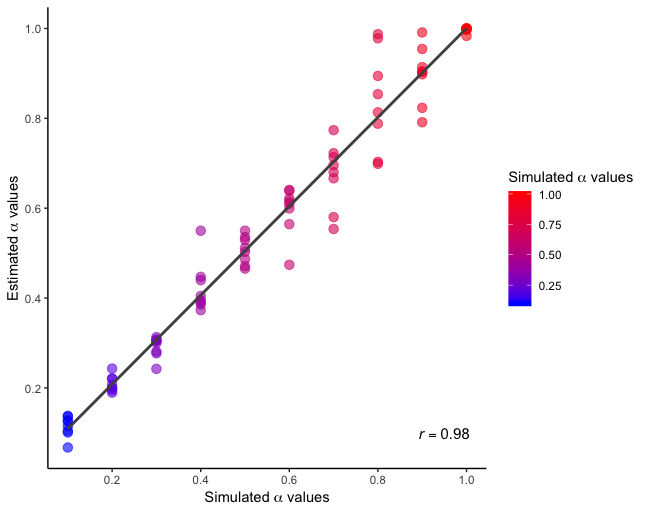 1.0
0.8
0.6
0.4
0.2
Estimated α values
0.2 0.4 0.6 0.8 1.0
Simulated α values
r = 0.98
Simulated α values
1.00
0.75
0.50
0.25